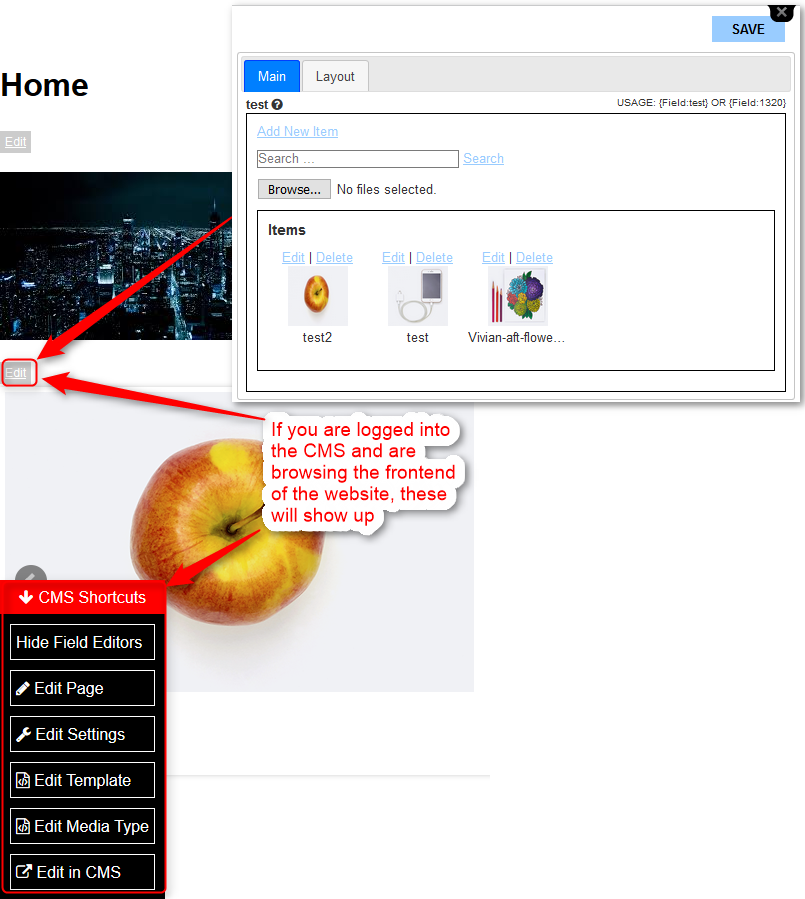 SAVE
Main
Layout
Home
test
USAGE: {Field:test} OR {Field:1320}
Edit
Add New Item
Search ...
Search
Browse...
No files selected.
Items
Edit | Delete
Edit | Delete
Edit | Delete
test2
test
Vivian-aft-flowe…
Edit
If you are logged into
the CMS and are
browsing the frontend
of the website, these
will show up
CMS Shortcuts
Hide Field Editors
Edit Page
Edit Settings
Edit Template
Edit Media Type
Edit in CMS